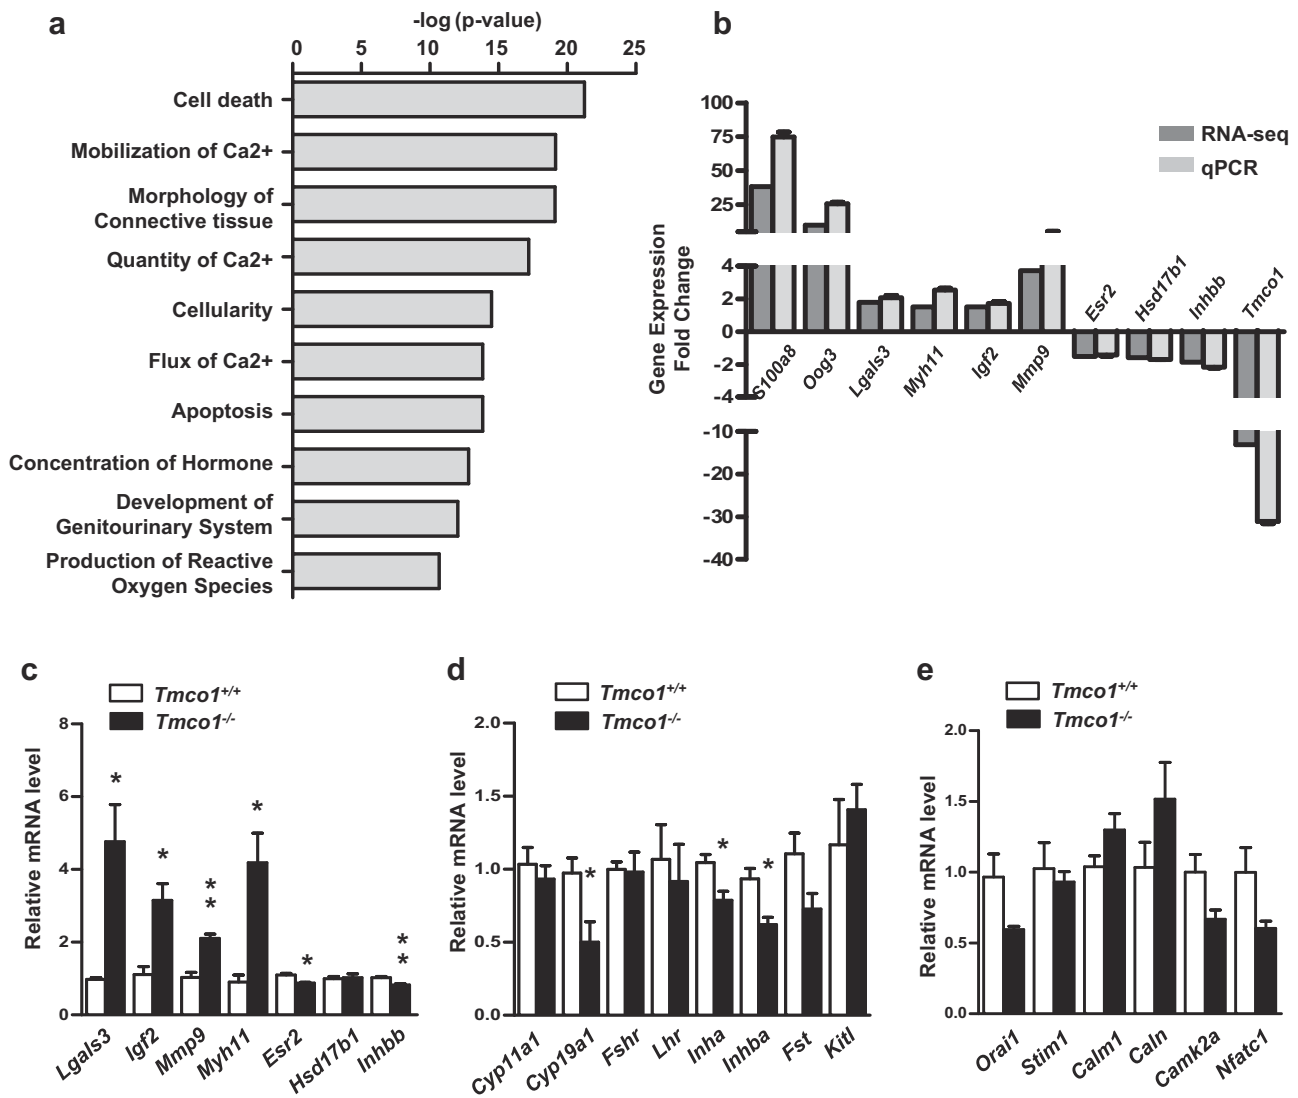 a
-log (p-value)
0 5 10 15 20 25
Cell death
Mobilization of Ca2+
Morphology of
Connective tissue
Quantity of Ca2+
Cellularity
Flux of Ca2+
Apoptosis
Concentration of Hormone
Development of
Genitourinary System
Production of Reactive
Oxygen Species
b
Gene Expression
Fold Change
100
75
50
25
4
2
0
-2
-4
-10
-20
-30
-40
RNA-seq
qPCR
S100a8 Oog3 Lgals3 Myh11 Igf2 Mmp9 Esr2 Hsd17b1 Inhbb Tmco1
c
Tmco1+/+
Tmco1-/-
Relative mRNA level
8
6
4
2
0
* * * * * * * * *
Lgals3 Igf2 Mmp9 Myh11 Esr2 Hsd17b1 Inhbb
d
Tmco1+/+
Tmco1-/-
Relative mRNA level
2.0
1.5
1.0
0.5
0.0
* * *
Cyp11a1 Cyp19a1 Fshr Lhr Inha Inhba Fst Kitl
e
Tmco1+/+
Tmco1-/-
Relative mRNA level
2.0
1.5
1.0
0.5
0.0
Orai1 Stim1 Calm1 Caln Camk2a Nfatc1